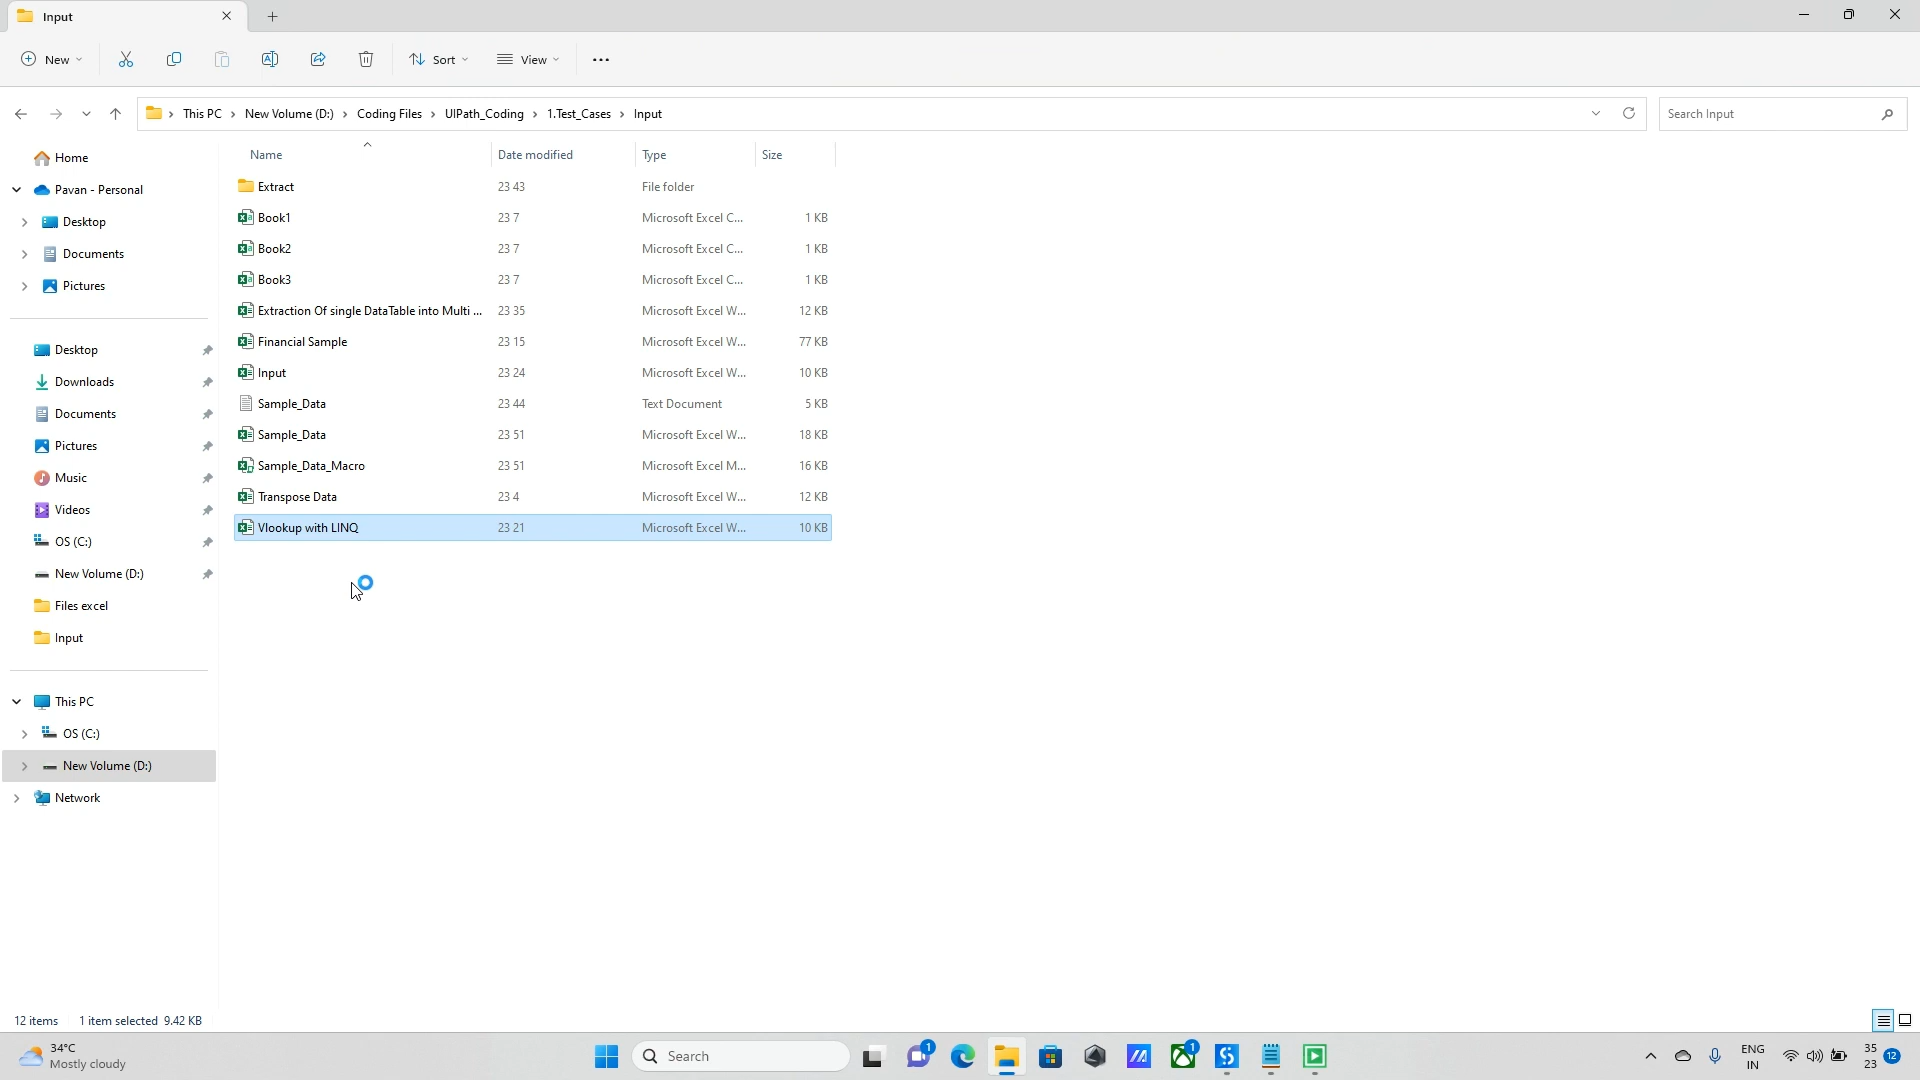 Input
New
Sort
View
This PC > New Volume (D:) > Coding Files > UIPath_Coding > 1.Test_Cases > Input
Search Input
Name Date modified Type Size
Home
Pavan - Personal
Desktop
Documents
Pictures
Desktop
Downloads
Documents
Pictures
Music
Videos
OS (C:)
New Volume (D:)
Files excel
Input
This PC
OS (C:)
New Volume (D:)
Network
Extract 23 43 File folder
Book1 23 7 Microsoft Excel C... 1 KB
Book2 23 7 Microsoft Excel C... 1 KB
Book3 23 7 Microsoft Excel C... 1 KB
Extraction Of single DataTable into Multi ... 23 35 Microsoft Excel W... 12 KB
Financial Sample 23 15 Microsoft Excel W... 77 KB
Input 23 24 Microsoft Excel W... 10 KB
Sample_Data 23 44 Text Document 5 KB
Sample_Data 23 51 Microsoft Excel W... 18 KB
Sample_Data_Macro 23 51 Microsoft Excel M... 16 KB
Transpose Data 23 4 Microsoft Excel W... 12 KB
Vlookup with LINQ 23 21 Microsoft Excel W... 10 KB
12 items 1 item selected 9.42 KB
34°C
Mostly cloudy
Search
1
1
ENG
IN
35
23
12